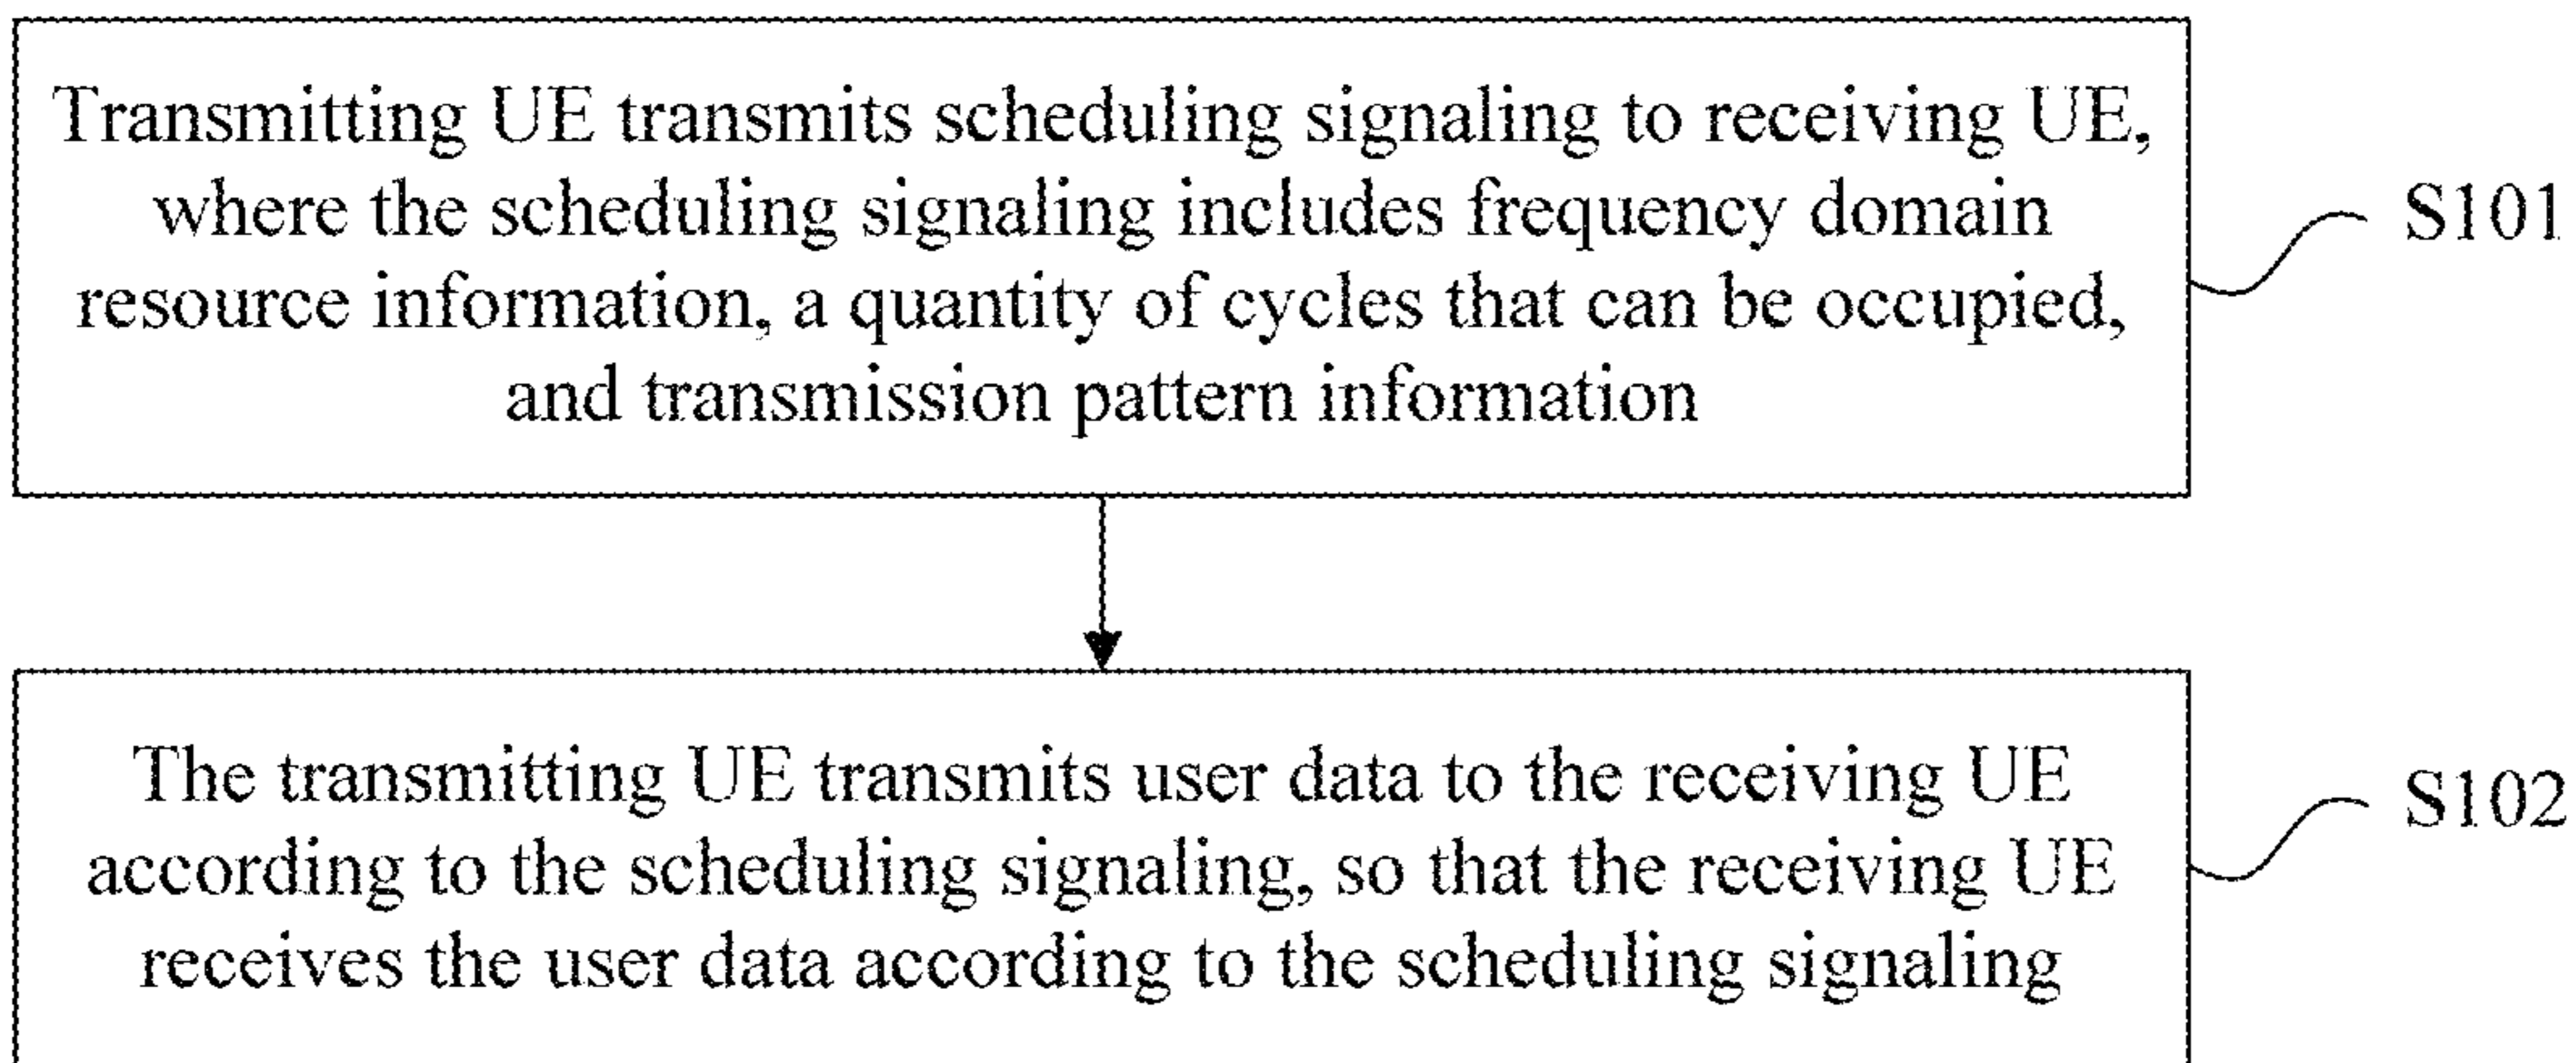 Transmitting UE transmits scheduling signaling to receiving UE,
where the scheduling signaling includes frequency domain
resource information, a quantity of cycles that can be occupied,
and transmission pattern information
S101
The transmitting UE transmits user data to the receiving UE
according to the scheduling signaling, so that the receiving UE
receives the user data according to the scheduling signaling
S102